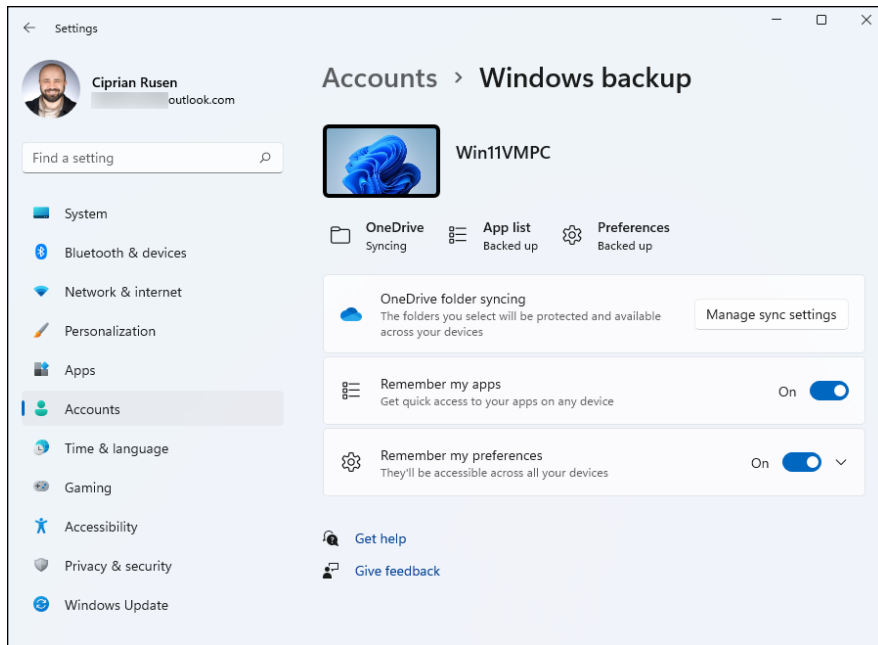 Settings
Ciprian Rusen
outlook.com
Find a setting
System
Bluetooth & devices
Network & internet
Personalization
Apps
Accounts
Time & language
Gaming
Accessibility
Privacy & security
Windows Update
Accounts > Windows backup
Win11VMPC
OneDrive
Syncing
App list
Backed up
Preferences
Backed up
OneDrive folder syncing
The folders you select will be protected and available
across your devices
Manage sync settings
Remember my apps
Get quick access to your apps on any device
On
Remember my preferences
They'll be accessible across all your devices
On
Get help
Give feedback